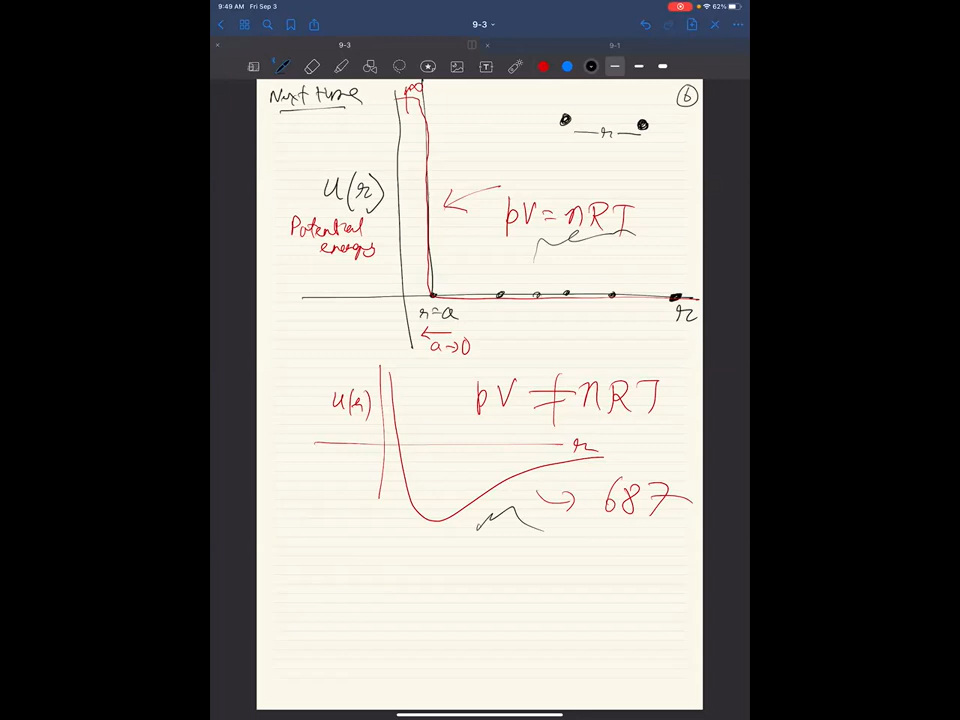 9:49 AM Fri Sep 3
62%
9-3
9-3
9-1
Next time
6
r
U(r)
Potential
energy
pV = nRT
r=a
r
a→0
u(r)
pV ≠ nRT
r
687